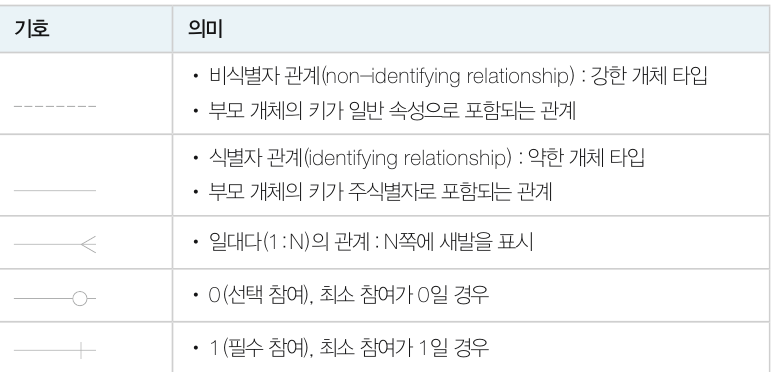 기호 의미
• 비식별자 관계(non-identifying relationship) : 강한 개체 타입
• 부모 개체의 키가 일반 속성으로 포함되는 관계
• 식별자 관계(identifying relationship) : 약한 개체 타입
• 부모 개체의 키가 주식별자로 포함되는 관계
• 일대다(1:N)의 관계 : N쪽에 새발을 표시
• 0(선택 참여), 최소 참여가 0일 경우
• 1(필수 참여), 최소 참여가 1일 경우